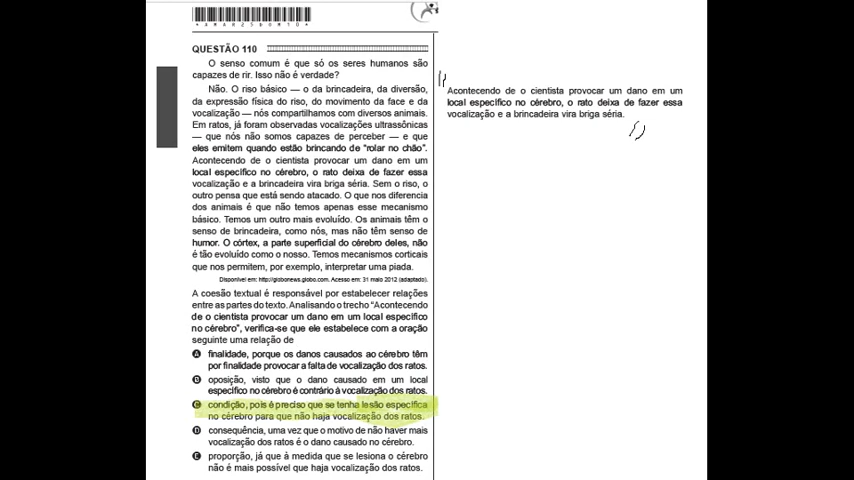 *AMAR25DOM10*
QUESTÃO 110
O senso comum é que só os seres humanos são
capazes de rir. Isso não é verdade?
Não. O riso básico — o da brincadeira, da diversão,
da expressão física do riso, do movimento da face e da
vocalização — nós compartilhamos com diversos animais.
Em ratos, já foram observadas vocalizações ultrassônicas
— que nós não somos capazes de perceber — e que
eles emitem quando estão brincando de “rolar no chão”.
Acontecendo de o cientista provocar um dano em um
local específico no cérebro, o rato deixa de fazer essa
vocalização e a brincadeira vira briga séria. Sem o riso, o
outro pensa que está sendo atacado. O que nos diferencia
dos animais é que não temos apenas esse mecanismo
básico. Temos um outro mais evoluído. Os animais têm o
senso de brincadeira, como nós, mas não têm senso de
humor. O córtex, a parte superficial do cérebro deles, não
é tão evoluído como o nosso. Temos mecanismos corticais
que nos permitem, por exemplo, interpretar uma piada.
Disponível em: http://globonews.globo.com. Acesso em: 31 maio 2012 (adaptado).
A coesão textual é responsável por estabelecer relações
entre as partes do texto. Analisando o trecho “Acontecendo
de o cientista provocar um dano em um local específico
no cérebro”, verifica-se que ele estabelece com a oração
seguinte uma relação de
A finalidade, porque os danos causados ao cérebro têm
por finalidade provocar a falta de vocalização dos ratos.
B oposição, visto que o dano causado em um local
específico no cérebro é contrário à vocalização dos ratos.
C condição, pois é preciso que se tenha lesão específica
no cérebro para que não haja vocalização dos ratos.
D consequência, uma vez que o motivo de não haver mais
vocalização dos ratos é o dano causado no cérebro.
E proporção, já que à medida que se lesiona o cérebro
não é mais possível que haja vocalização dos ratos.
Acontecendo de o cientista provocar um dano em um
local específico no cérebro, o rato deixa de fazer essa
vocalização e a brincadeira vira briga séria.